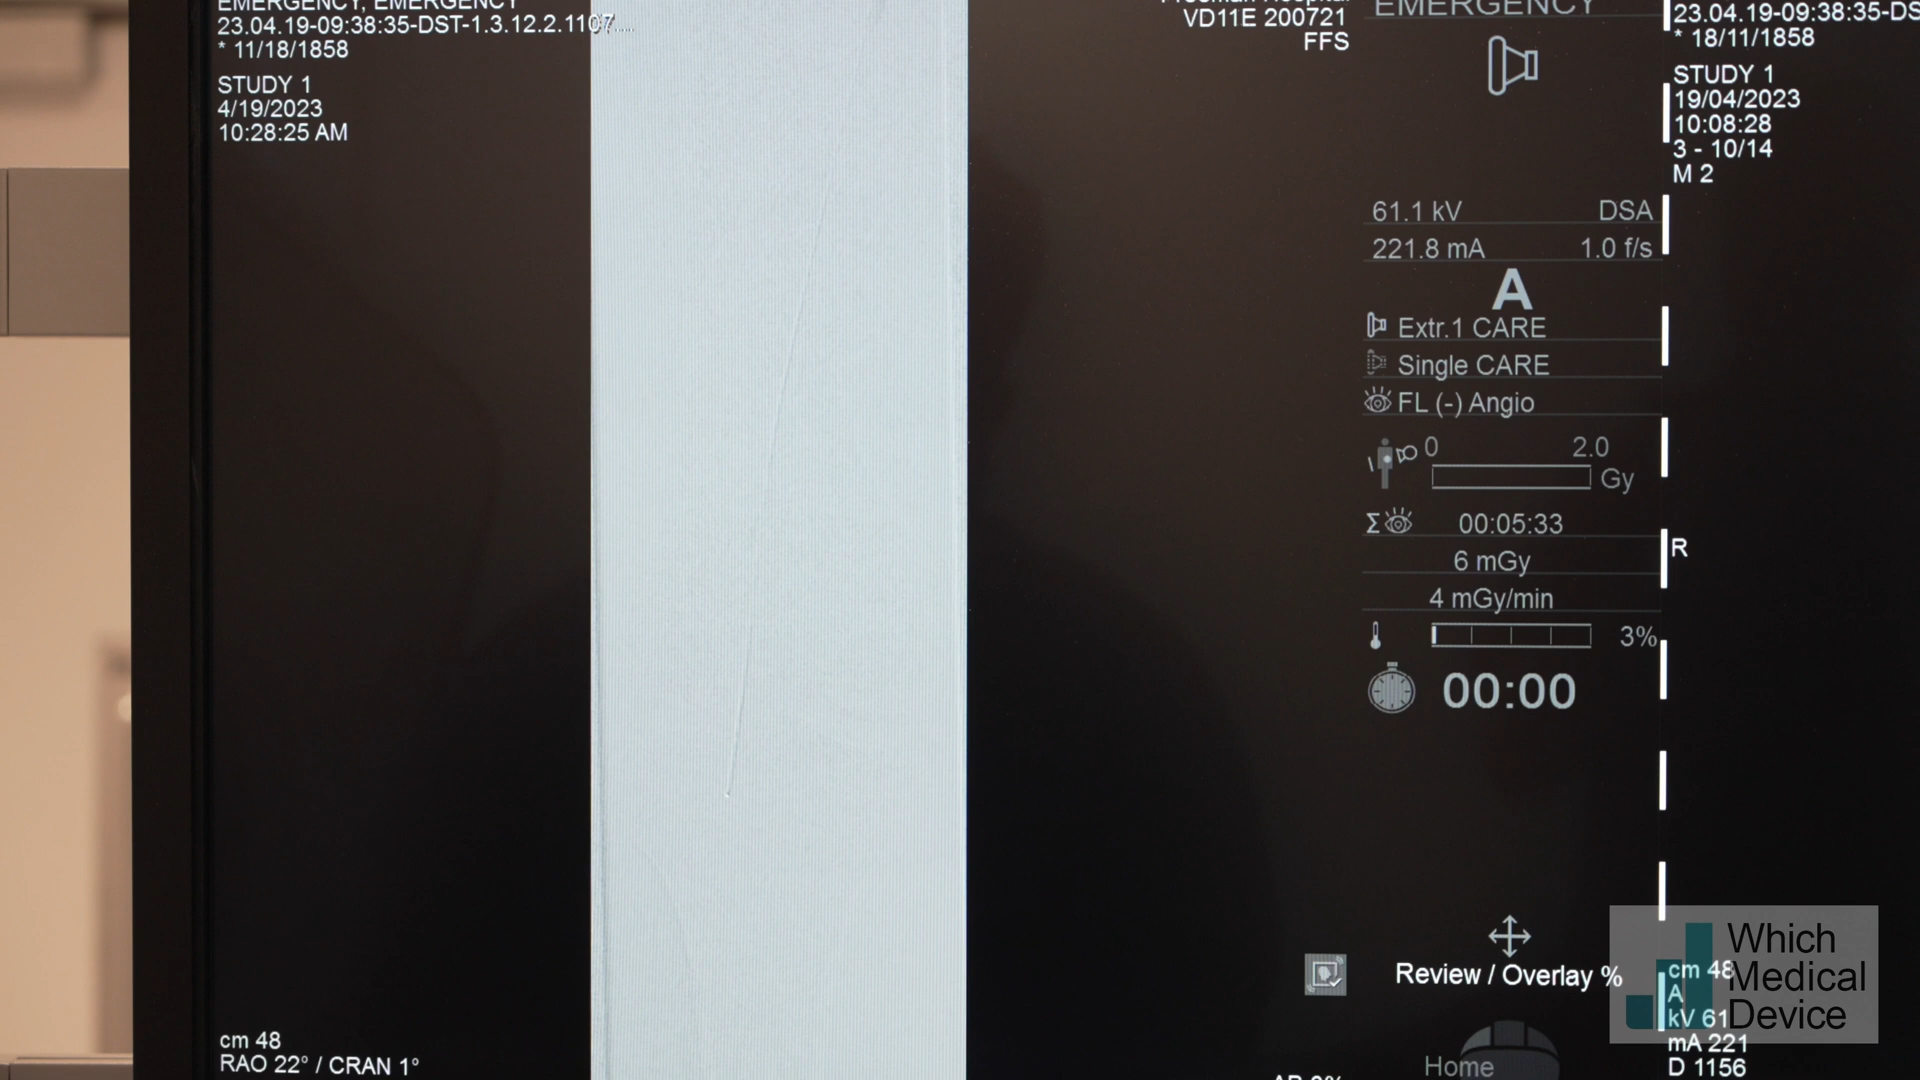 EMERGENCY, EMERGENCY
23.04.19-09:38:35-DST-1.3.12.2.1107....
* 11/18/1858
STUDY 1
4/19/2023
10:28:25 AM
cm 48
RAO 22° / CRAN 1°
Freeman Hospital
VD11E 200721
FFS
EMERGENCY
61.1 kV DSA
221.8 mA 1.0 f/s
A
Extr.1 CARE
Single CARE
FL (-) Angio
0 2.0
Gy
Σ 00:05:33
6 mGy
4 mGy/min
3%
00:00
Review / Overlay %
Home
23.04.19-09:38:35-DS
* 18/11/1858
STUDY 1
19/04/2023
10:08:28
3 - 10/14
M 2
R
cm 48
A
kV 61
mA 221
D 1156
Which
Medical
Device